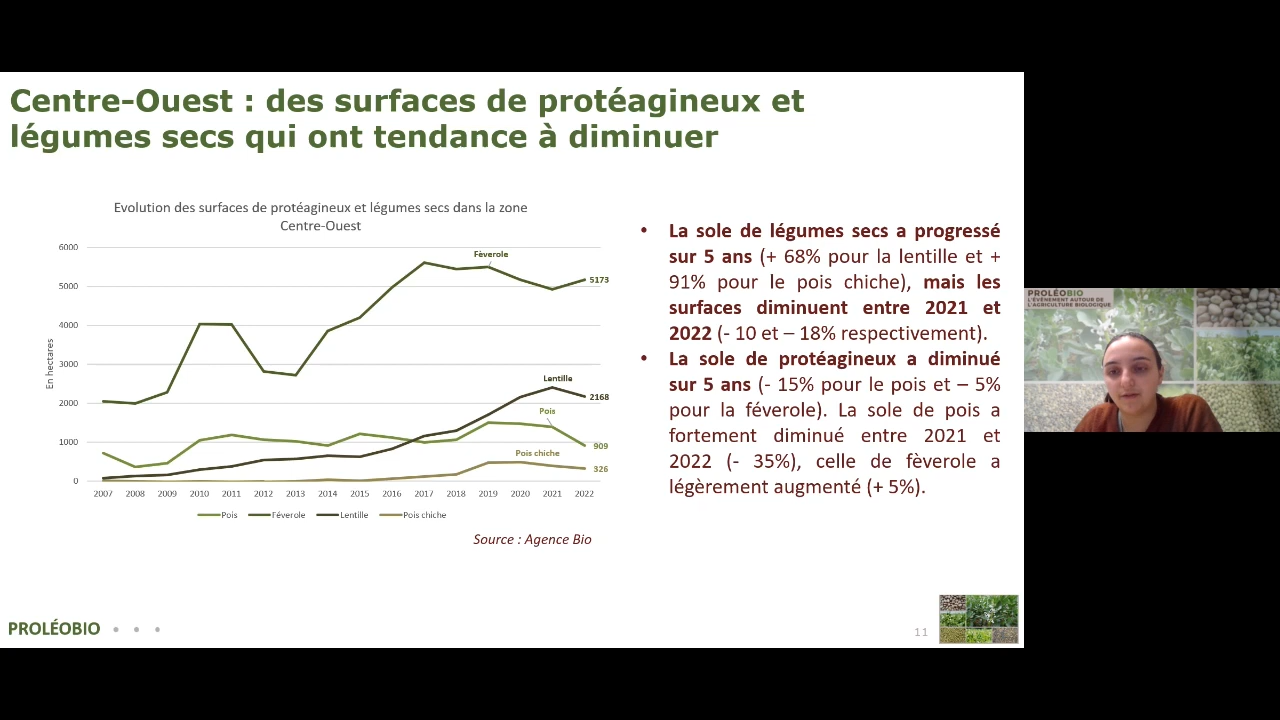 Centre-Ouest : des surfaces de protéagineux et
légumes secs qui ont tendance à diminuer
Evolution des surfaces de protéagineux et légumes secs dans la zone
Centre-Ouest
En hectares
6000
5000
4000
3000
2000
1000
0
2007 2008 2009 2010 2011 2012 2013 2014 2015 2016 2017 2018 2019 2020 2021 2022
Fèverole
5173
Lentille
2168
Pois
909
Pois chiche
326
Pois Féverole Lentille Pois chiche
Source : Agence Bio
• La sole de légumes secs a progressé
sur 5 ans (+ 68% pour la lentille et +
91% pour le pois chiche), mais les
surfaces diminuent entre 2021 et
2022 (- 10 et – 18% respectivement).
• La sole de protéagineux a diminué
sur 5 ans (- 15% pour le pois et – 5%
pour la féverole). La sole de pois a
fortement diminué entre 2021 et
2022 (- 35%), celle de fèverole a
légèrement augmenté (+ 5%).
PROLÉOBIO
L'ÉVÈNEMENT AUTOUR DE
L'AGRICULTURE BIOLOGIQUE
PROLÉOBIO • • •
11